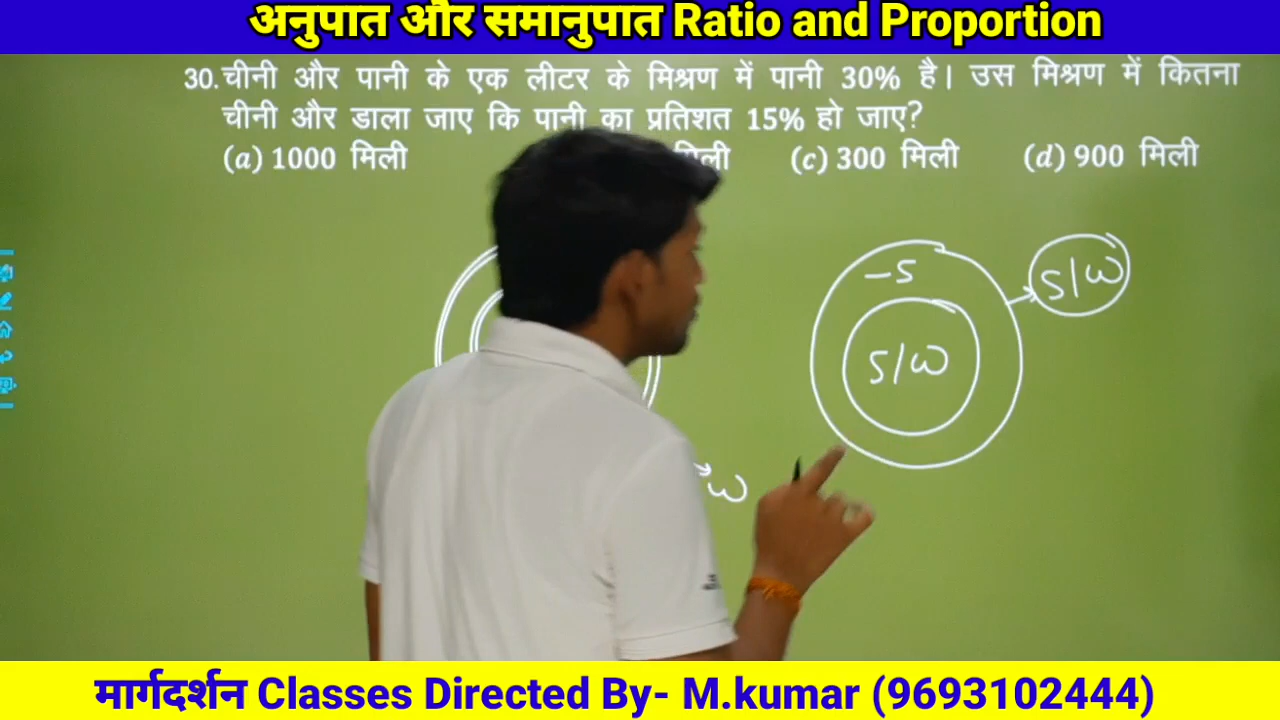 अनुपात और समानुपात Ratio and Proportion
30. चीनी और पानी के एक लीटर के मिश्रण में पानी 30% है। उस मिश्रण में कितना
चीनी और डाला जाए कि पानी का प्रतिशत 15% हो जाए?
(a) 1000 मिली (c) 300 मिली (d) 900 मिली
-S
S/W
S/W
W
मार्गदर्शन Classes Directed By- M.kumar (9693102444)